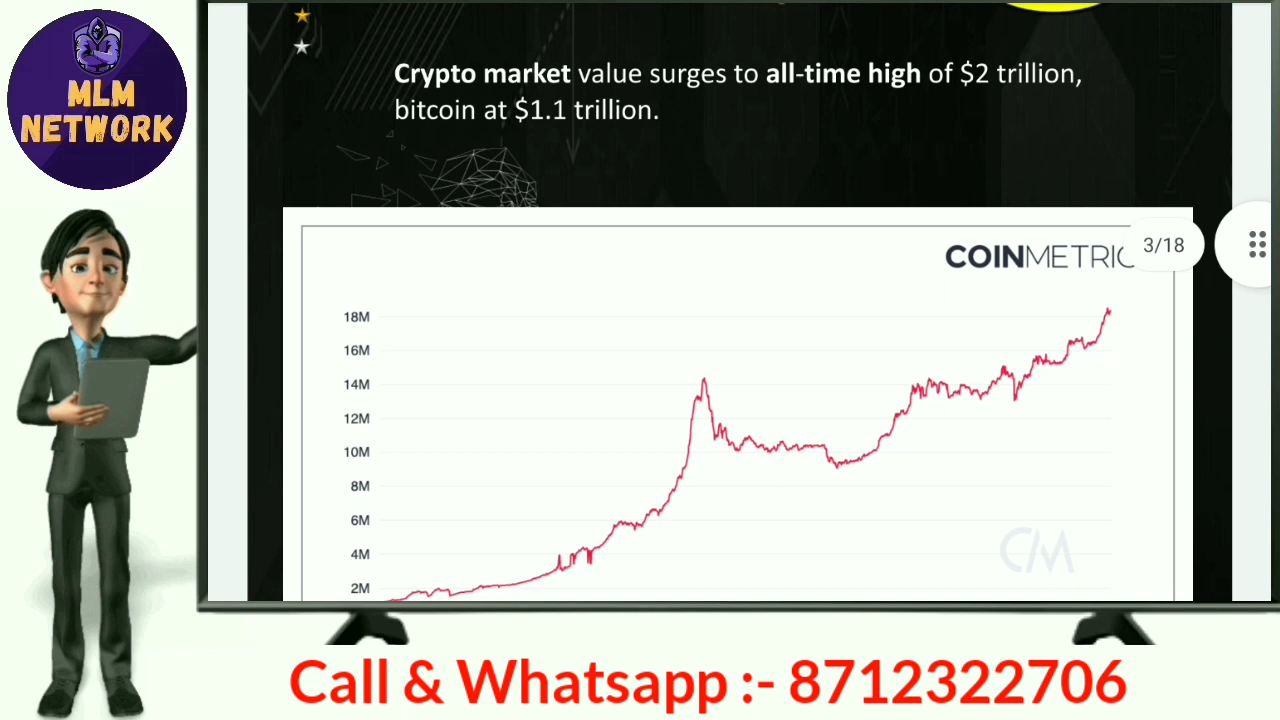 MLM
NETWORK
Crypto market value surges to all-time high of $2 trillion,
bitcoin at $1.1 trillion.
COINMETRIC
3/18
18M
16M
14M
12M
10M
8M
6M
4M
2M
CM
Call & Whatsapp :- 8712322706